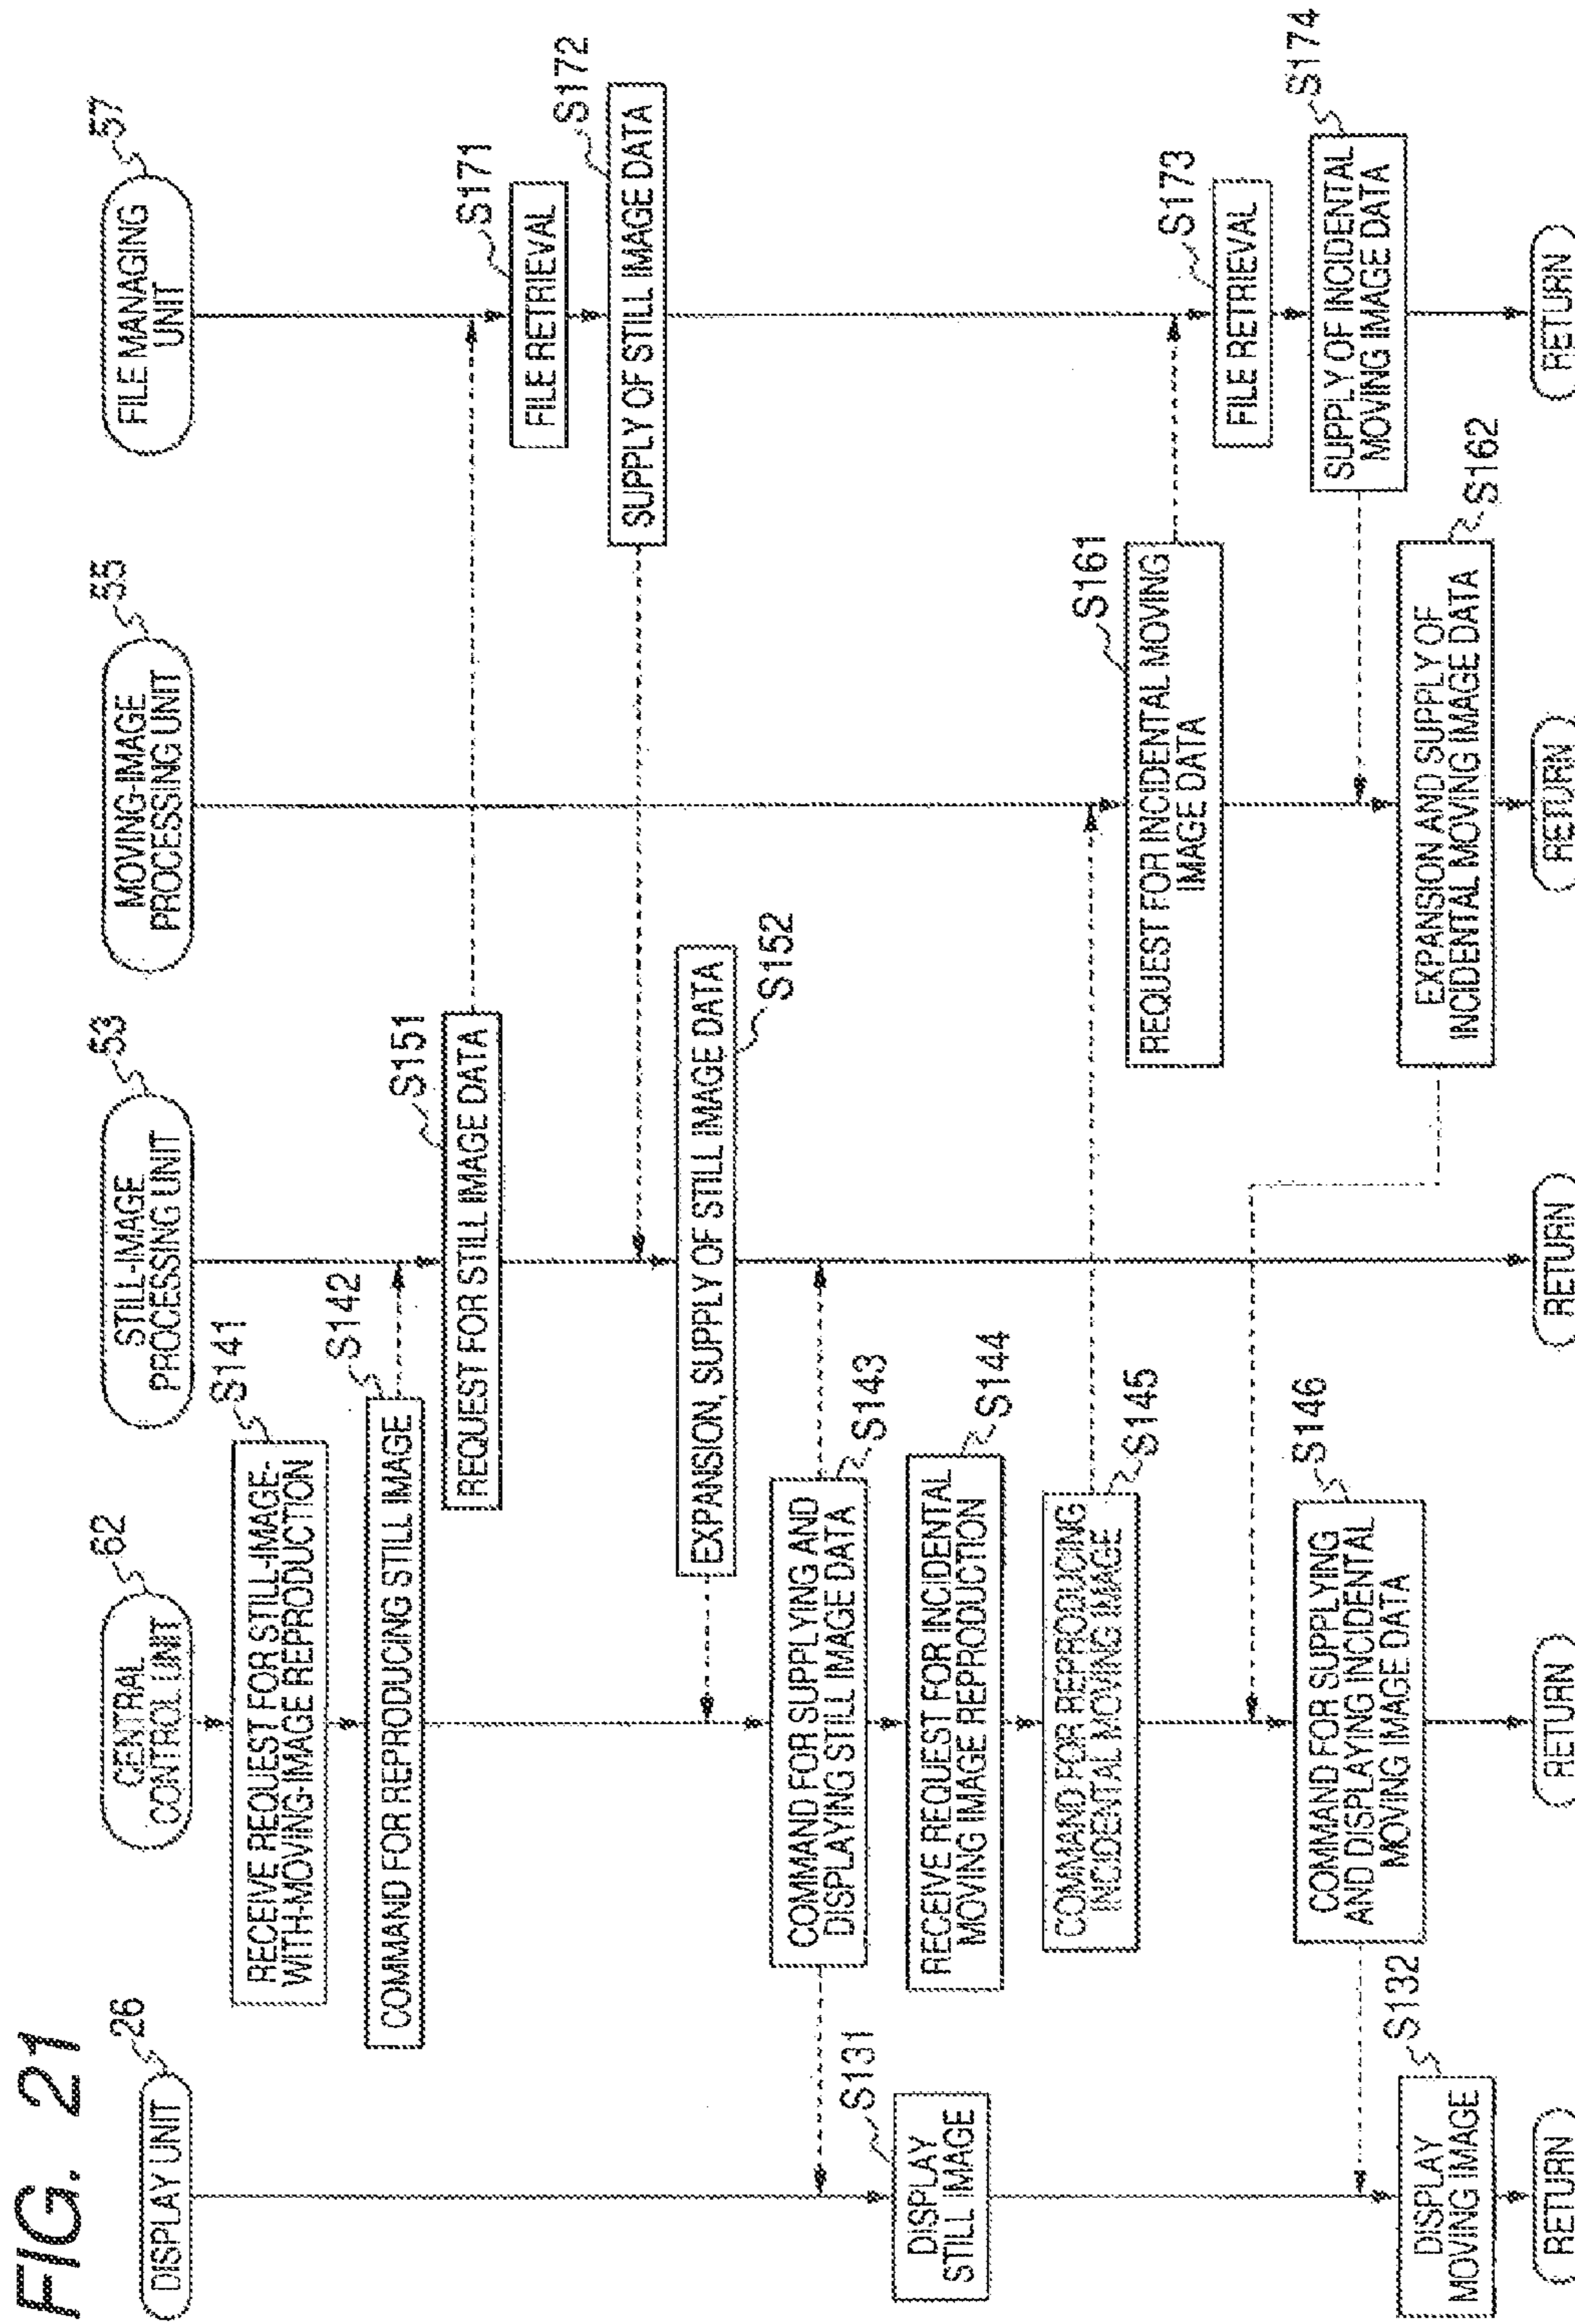 FIG. 21
DISPLAY UNIT
26
DISPLAY
STILL IMAGE
S131
DISPLAY
MOVING IMAGE
S132
RETURN
CENTRAL
CONTROL UNIT
62
RECEIVE REQUEST FOR STILL-IMAGE-
WITH-MOVING-IMAGE REPRODUCTION
S141
COMMAND FOR REPRODUCING STILL IMAGE
S142
COMMAND FOR SUPPLYING AND
DISPLAYING STILL IMAGE DATA
S143
RECEIVE REQUEST FOR INCIDENTAL
MOVING IMAGE REPRODUCTION
S144
COMMAND FOR REPRODUCING
INCIDENTAL MOVING IMAGE
S145
COMMAND FOR SUPPLYING
AND DISPLAYING INCIDENTAL
MOVING IMAGE DATA
S146
RETURN
STILL-IMAGE
PROCESSING UNIT
53
REQUEST FOR STILL IMAGE DATA
S151
EXPANSION, SUPPLY OF STILL IMAGE DATA
S152
RETURN
MOVING-IMAGE
PROCESSING UNIT
55
REQUEST FOR INCIDENTAL MOVING
IMAGE DATA
S161
EXPANSION AND SUPPLY OF
INCIDENTAL MOVING IMAGE DATA
S162
RETURN
FILE MANAGING
UNIT
57
FILE RETRIEVAL
S171
SUPPLY OF STILL IMAGE DATA
S172
FILE RETRIEVAL
S173
SUPPLY OF INCIDENTAL
MOVING IMAGE DATA
S174
RETURN